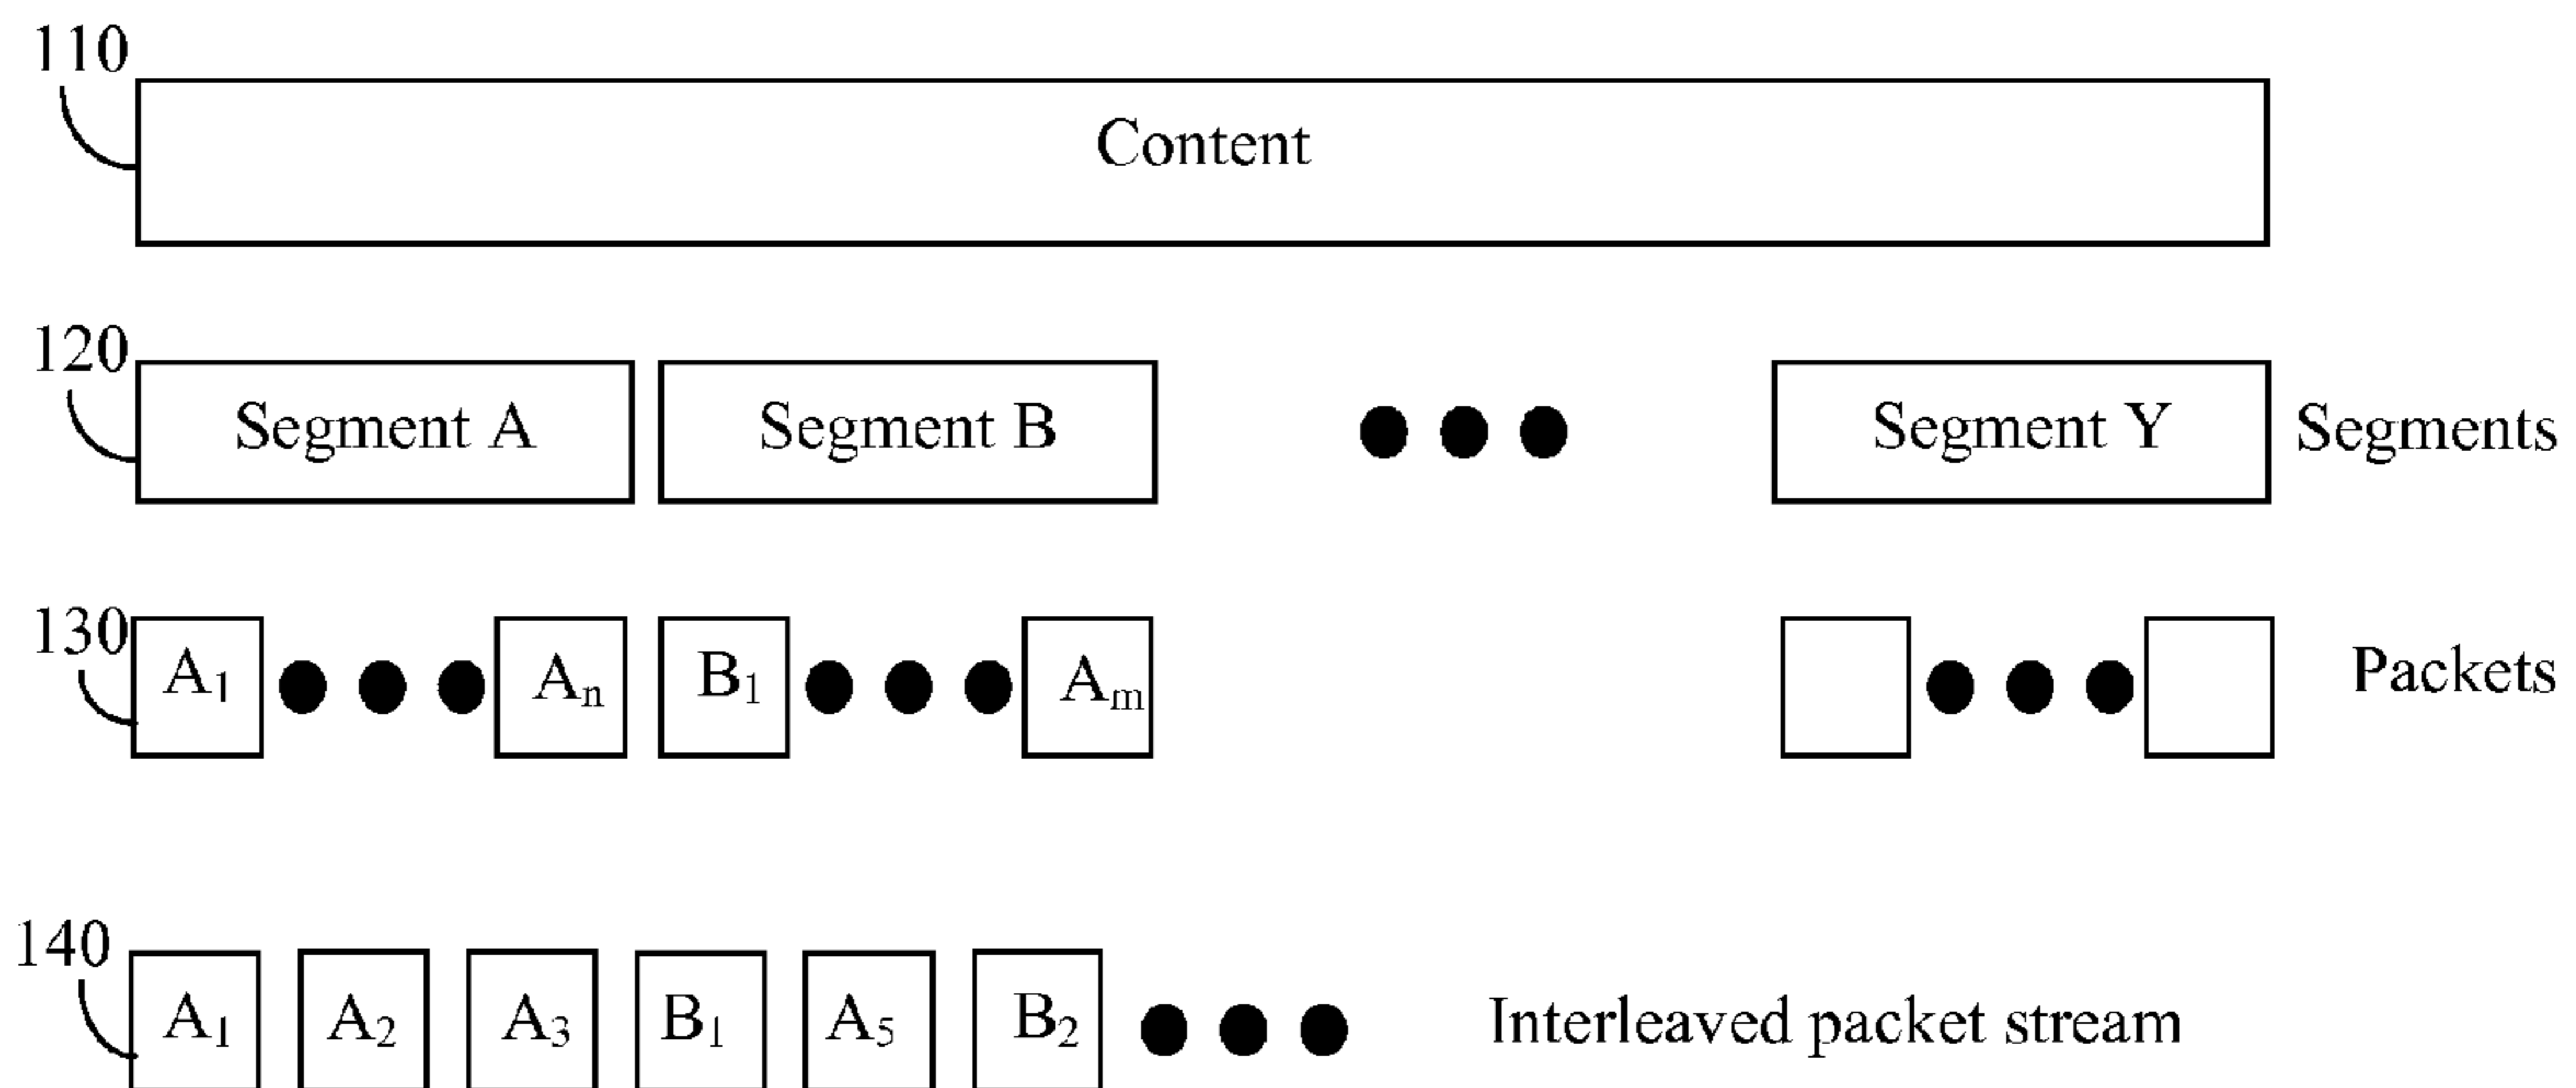 110
Content
120
Segment A Segment B Segment Y Segments
130
A₁ Aₙ B₁ Aₘ Packets
140
A₁ A₂ A₃ B₁ A₅ B₂ Interleaved packet stream